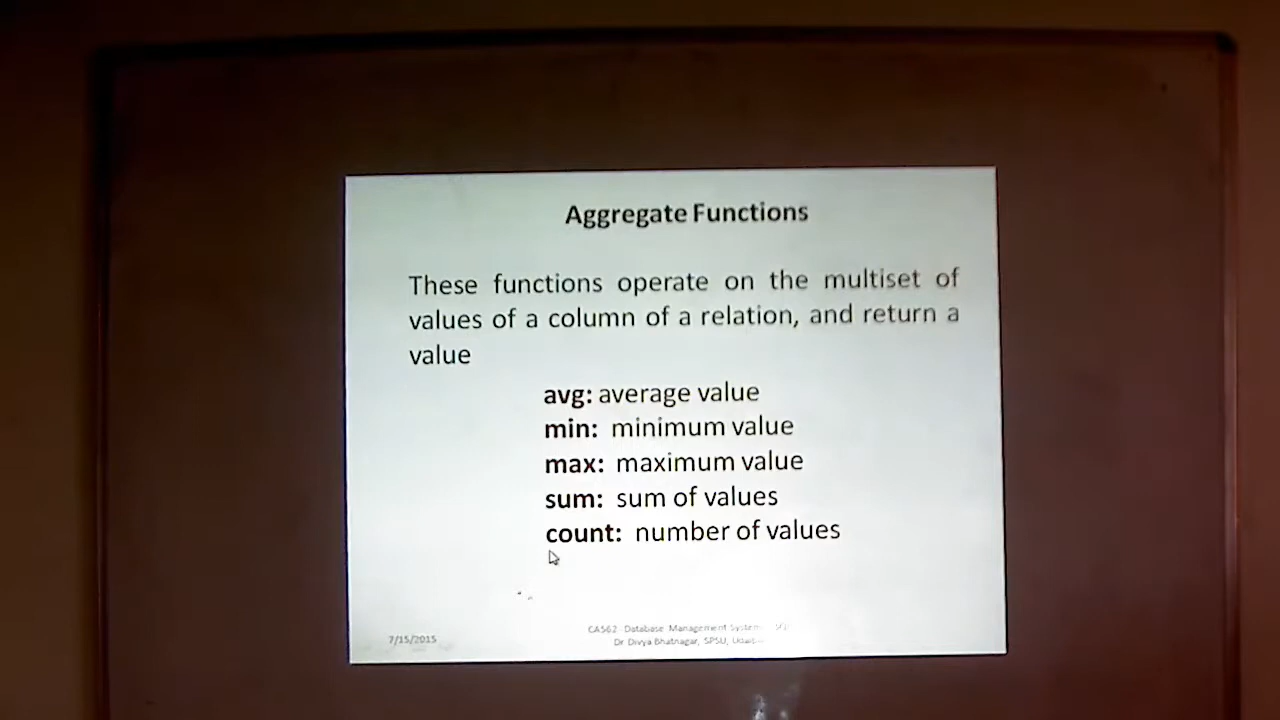 Aggregate Functions
These functions operate on the multiset of
values of a column of a relation, and return a
value
avg: average value
min: minimum value
max: maximum value
sum: sum of values
count: number of values
7/15/2015
CA562 Database Management System
Dr Divya Bhatnagar, SPSU,